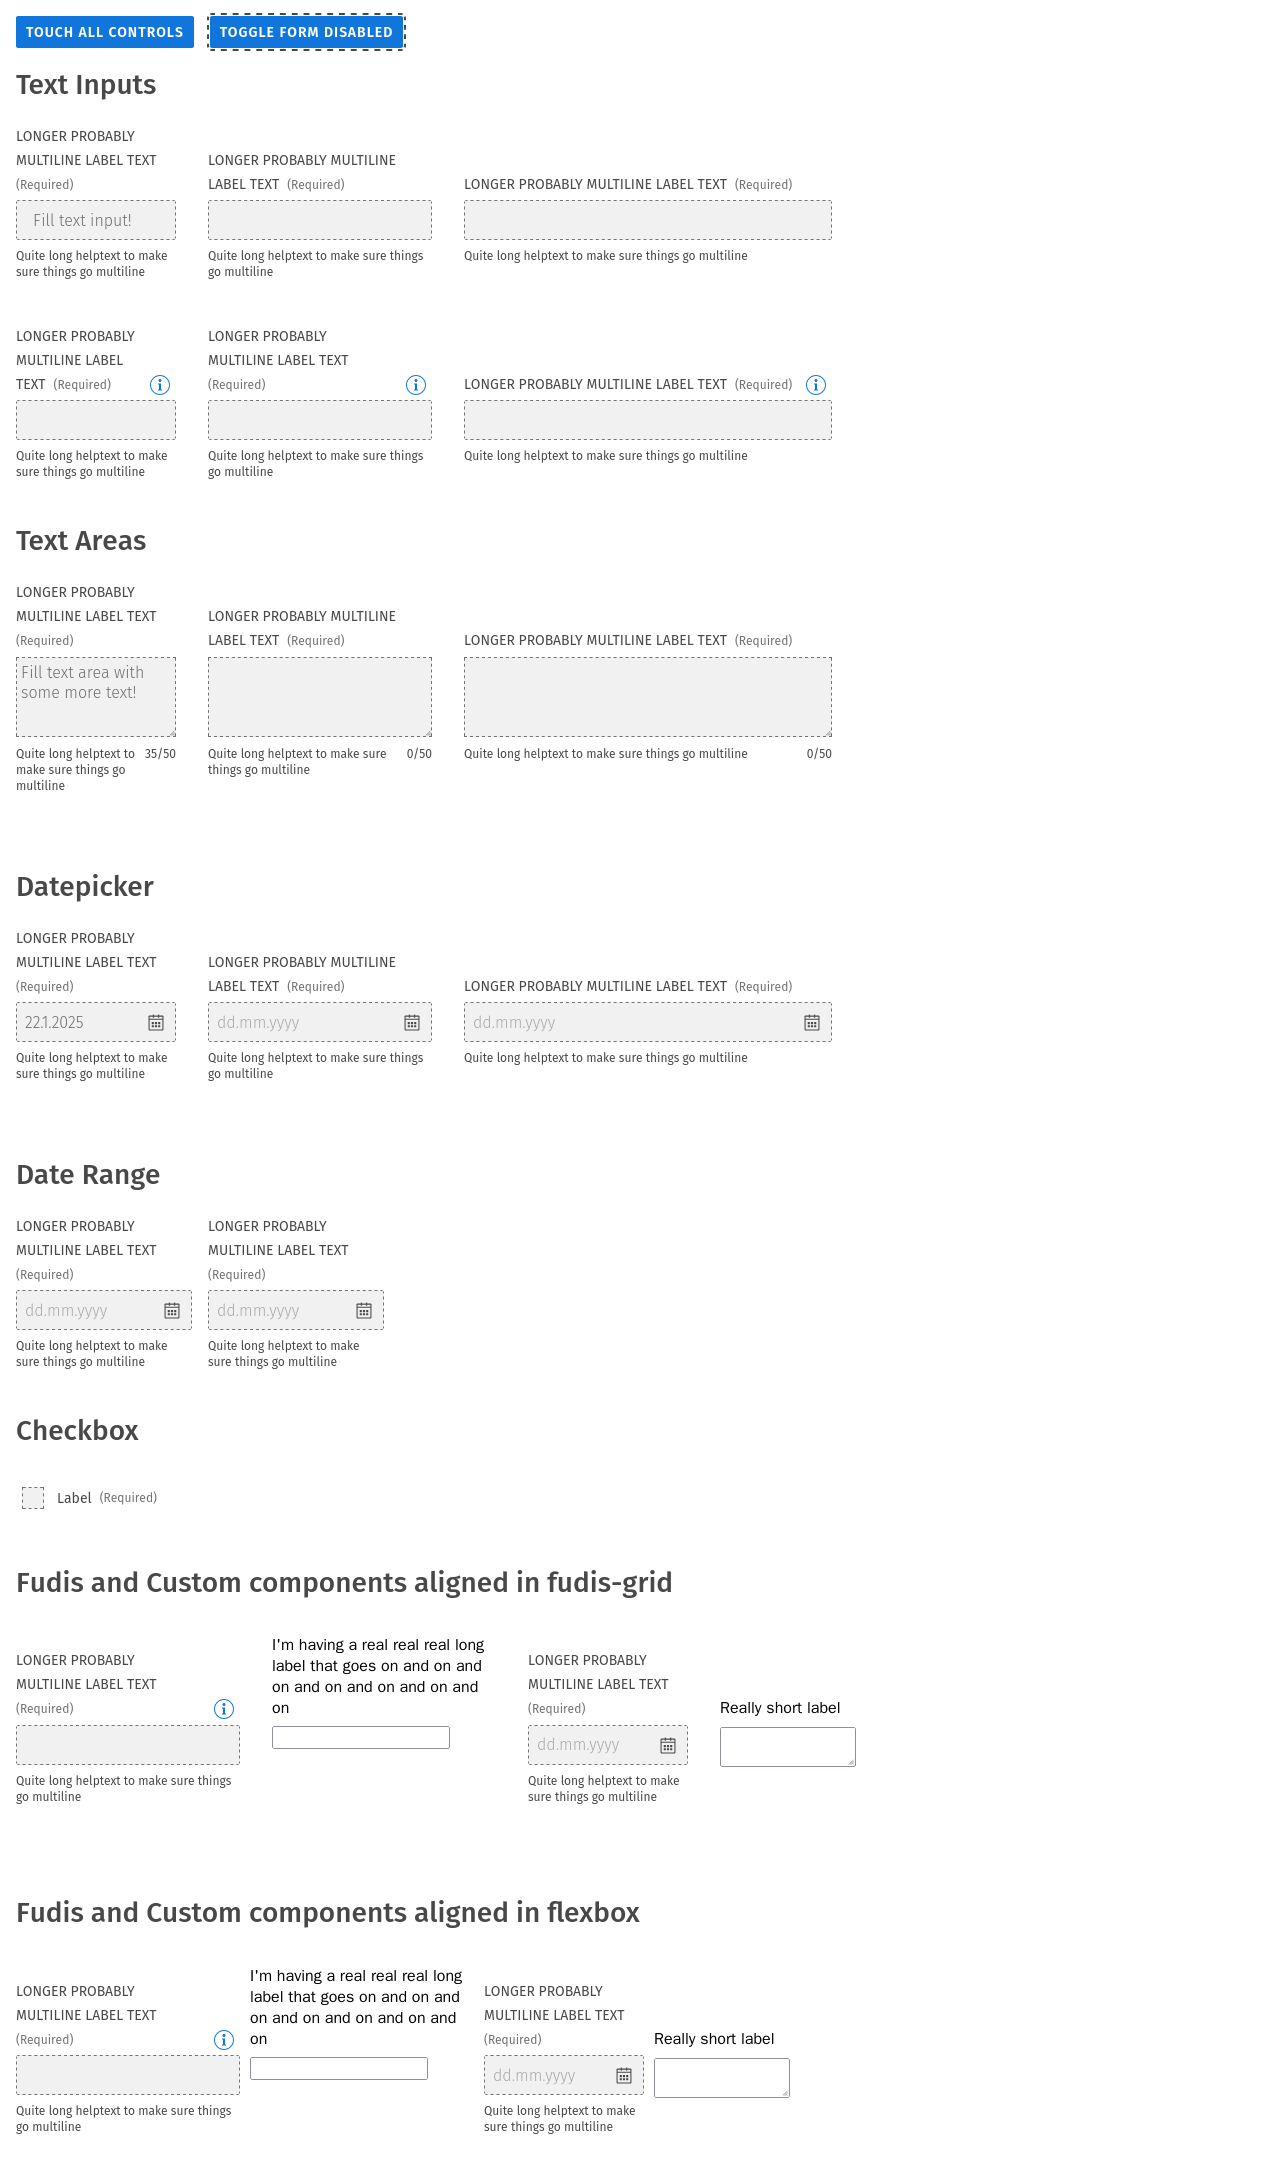 TOUCH ALL CONTROLS
TOGGLE FORM DISABLED
Text Inputs
LONGER PROBABLY
MULTILINE LABEL TEXT
(Required)
Fill text input!
Quite long helptext to make
sure things go multiline
LONGER PROBABLY MULTILINE
LABEL TEXT (Required)
Quite long helptext to make sure things
go multiline
LONGER PROBABLY MULTILINE LABEL TEXT (Required)
Quite long helptext to make sure things go multiline
LONGER PROBABLY
MULTILINE LABEL
TEXT (Required)
Quite long helptext to make
sure things go multiline
LONGER PROBABLY
MULTILINE LABEL TEXT
(Required)
Quite long helptext to make sure things
go multiline
LONGER PROBABLY MULTILINE LABEL TEXT (Required)
Quite long helptext to make sure things go multiline
Text Areas
LONGER PROBABLY
MULTILINE LABEL TEXT
(Required)
Fill text area with
some more text!
Quite long helptext to 35/50
make sure things go
multiline
LONGER PROBABLY MULTILINE
LABEL TEXT (Required)
Quite long helptext to make sure 0/50
things go multiline
LONGER PROBABLY MULTILINE LABEL TEXT (Required)
Quite long helptext to make sure things go multiline 0/50
Datepicker
LONGER PROBABLY
MULTILINE LABEL TEXT
(Required)
22.1.2025
Quite long helptext to make
sure things go multiline
LONGER PROBABLY MULTILINE
LABEL TEXT (Required)
dd.mm.yyyy
Quite long helptext to make sure things
go multiline
LONGER PROBABLY MULTILINE LABEL TEXT (Required)
dd.mm.yyyy
Quite long helptext to make sure things go multiline
Date Range
LONGER PROBABLY
MULTILINE LABEL TEXT
(Required)
dd.mm.yyyy
Quite long helptext to make
sure things go multiline
LONGER PROBABLY
MULTILINE LABEL TEXT
(Required)
dd.mm.yyyy
Quite long helptext to make
sure things go multiline
Checkbox
Label (Required)
Fudis and Custom components aligned in fudis-grid
LONGER PROBABLY
MULTILINE LABEL TEXT
(Required)
Quite long helptext to make sure things
go multiline
I'm having a real real real long
label that goes on and on and
on and on and on and on and
on
LONGER PROBABLY
MULTILINE LABEL TEXT
(Required)
dd.mm.yyyy
Quite long helptext to make
sure things go multiline
Really short label
Fudis and Custom components aligned in flexbox
LONGER PROBABLY
MULTILINE LABEL TEXT
(Required)
Quite long helptext to make sure things
go multiline
I'm having a real real real long
label that goes on and on and
on and on and on and on and
on
LONGER PROBABLY
MULTILINE LABEL TEXT
(Required)
dd.mm.yyyy
Quite long helptext to make
sure things go multiline
Really short label